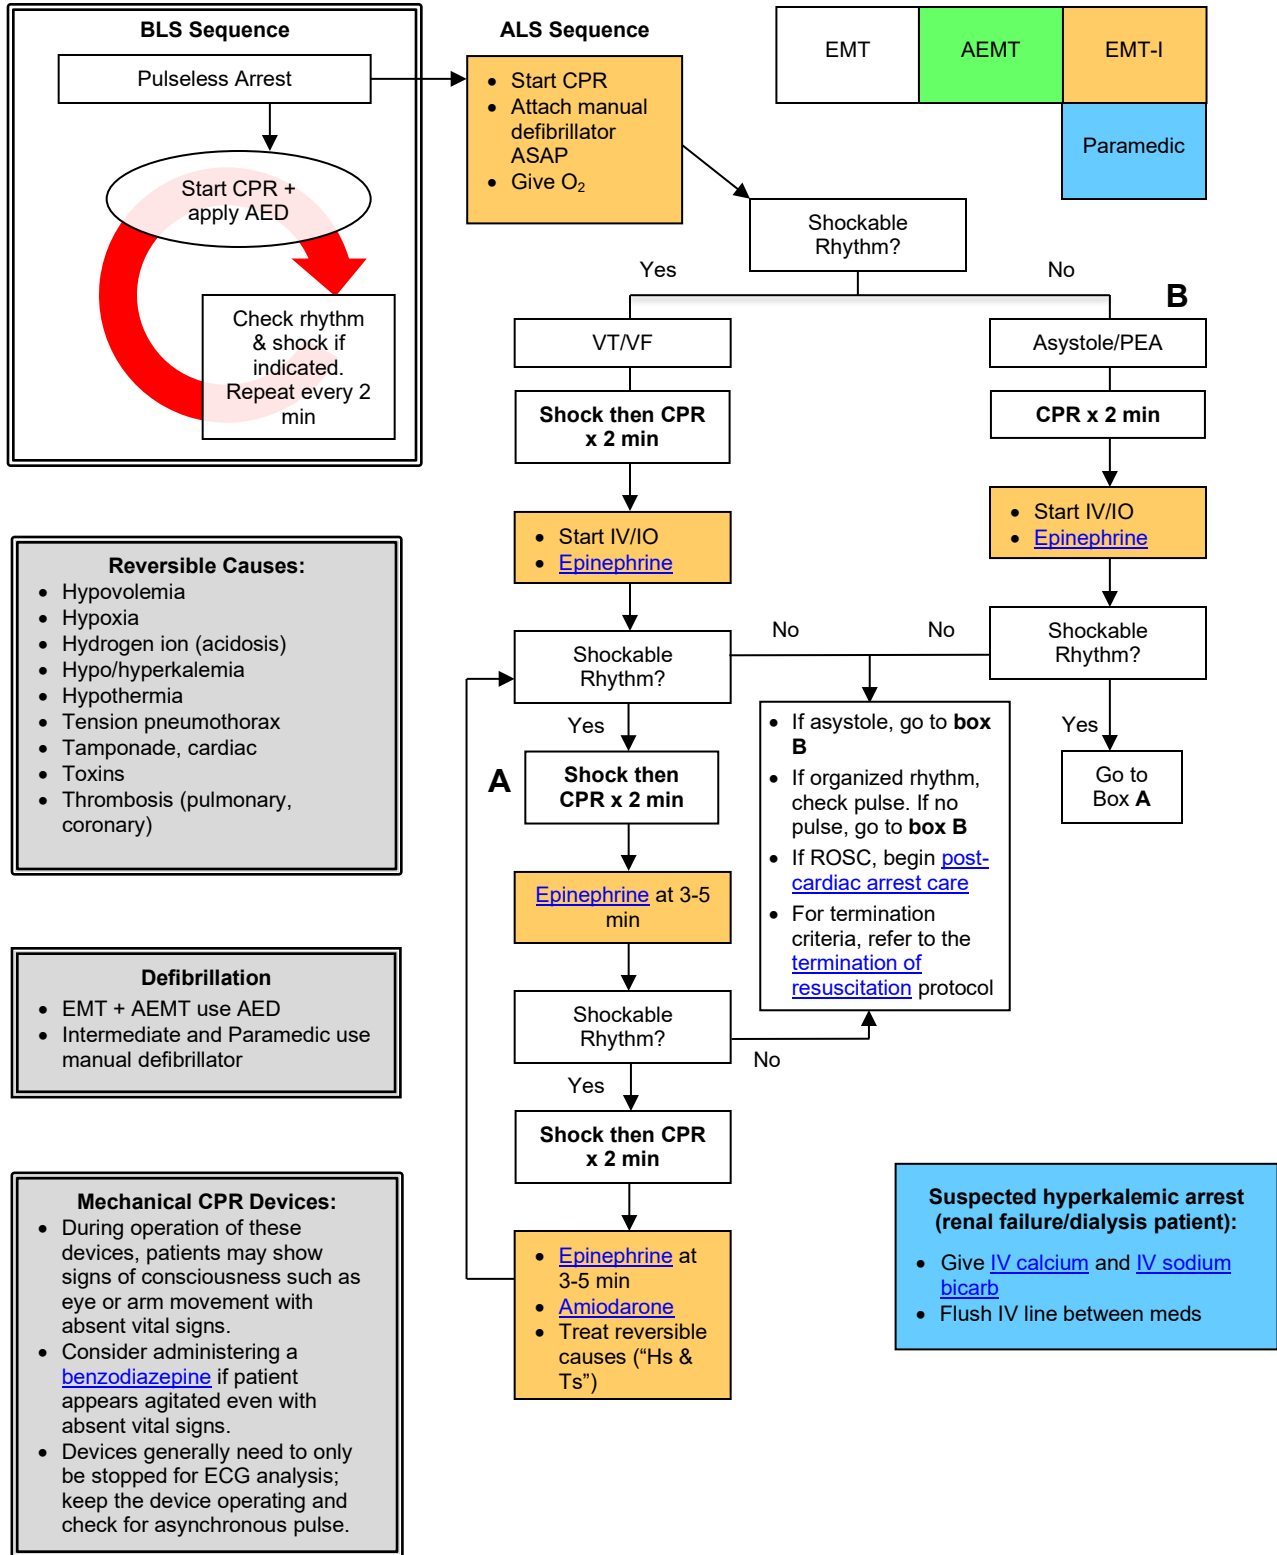 BLS Sequence
Pulseless Arrest
Start CPR +
apply AED
Check rhythm
& shock if
indicated.
Repeat every 2
min
ALS Sequence
• Start CPR
• Attach manual
defibrillator
ASAP
• Give O₂
EMT
AEMT
EMT-I
Paramedic
Shockable
Rhythm?
Yes
No
B
VT/VF
Asystole/PEA
Shock then CPR
x 2 min
CPR x 2 min
• Start IV/IO
• Epinephrine
• Start IV/IO
• Epinephrine
Shockable
Rhythm?
No
No
Shockable
Rhythm?
Yes
Yes
A
Shock then
CPR x 2 min
• If asystole, go to box
B
• If organized rhythm,
check pulse. If no
pulse, go to box B
• If ROSC, begin post-
cardiac arrest care
• For termination
criteria, refer to the
termination of
resuscitation protocol
Go to
Box A
Epinephrine at 3-5
min
Shockable
Rhythm?
No
Yes
Shock then CPR
x 2 min
• Epinephrine at
3-5 min
• Amiodarone
• Treat reversible
causes (“Hs &
Ts”)
Reversible Causes:
• Hypovolemia
• Hypoxia
• Hydrogen ion (acidosis)
• Hypo/hyperkalemia
• Hypothermia
• Tension pneumothorax
• Tamponade, cardiac
• Toxins
• Thrombosis (pulmonary,
coronary)
Defibrillation
• EMT + AEMT use AED
• Intermediate and Paramedic use
manual defibrillator
Mechanical CPR Devices:
• During operation of these
devices, patients may show
signs of consciousness such as
eye or arm movement with
absent vital signs.
• Consider administering a
benzodiazepine if patient
appears agitated even with
absent vital signs.
• Devices generally need to only
be stopped for ECG analysis;
keep the device operating and
check for asynchronous pulse.
Suspected hyperkalemic arrest
(renal failure/dialysis patient):
• Give IV calcium and IV sodium
bicarb
• Flush IV line between meds